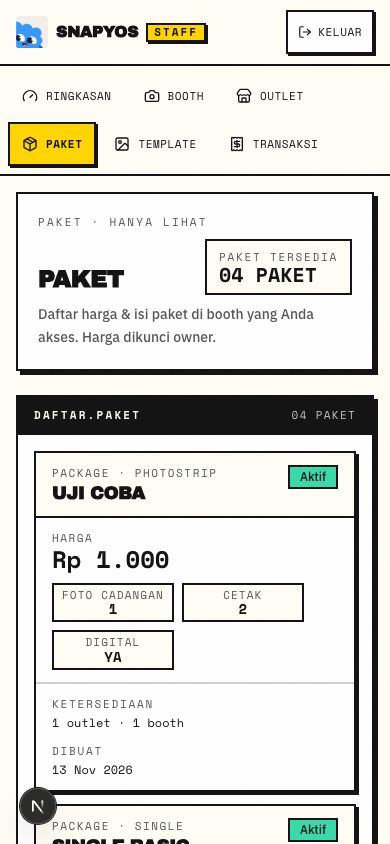 SNAPYOS STAFF KELUAR
RINGKASAN BOOTH OUTLET
PAKET TEMPLATE TRANSAKSI
PAKET · HANYA LIHAT
PAKET
PAKET TERSEDIA
04 PAKET
Daftar harga & isi paket di booth yang Anda
akses. Harga dikunci owner.
DAFTAR.PAKET 04 PAKET
PACKAGE · PHOTOSTRIP
UJI COBA
Aktif
HARGA
Rp 1.000
FOTO CADANGAN
1
CETAK
2
DIGITAL
YA
KETERSEDIAAN
1 outlet · 1 booth
DIBUAT
13 Nov 2026
N
PACKAGE · SINGLE
SINGLE BASIC
Aktif